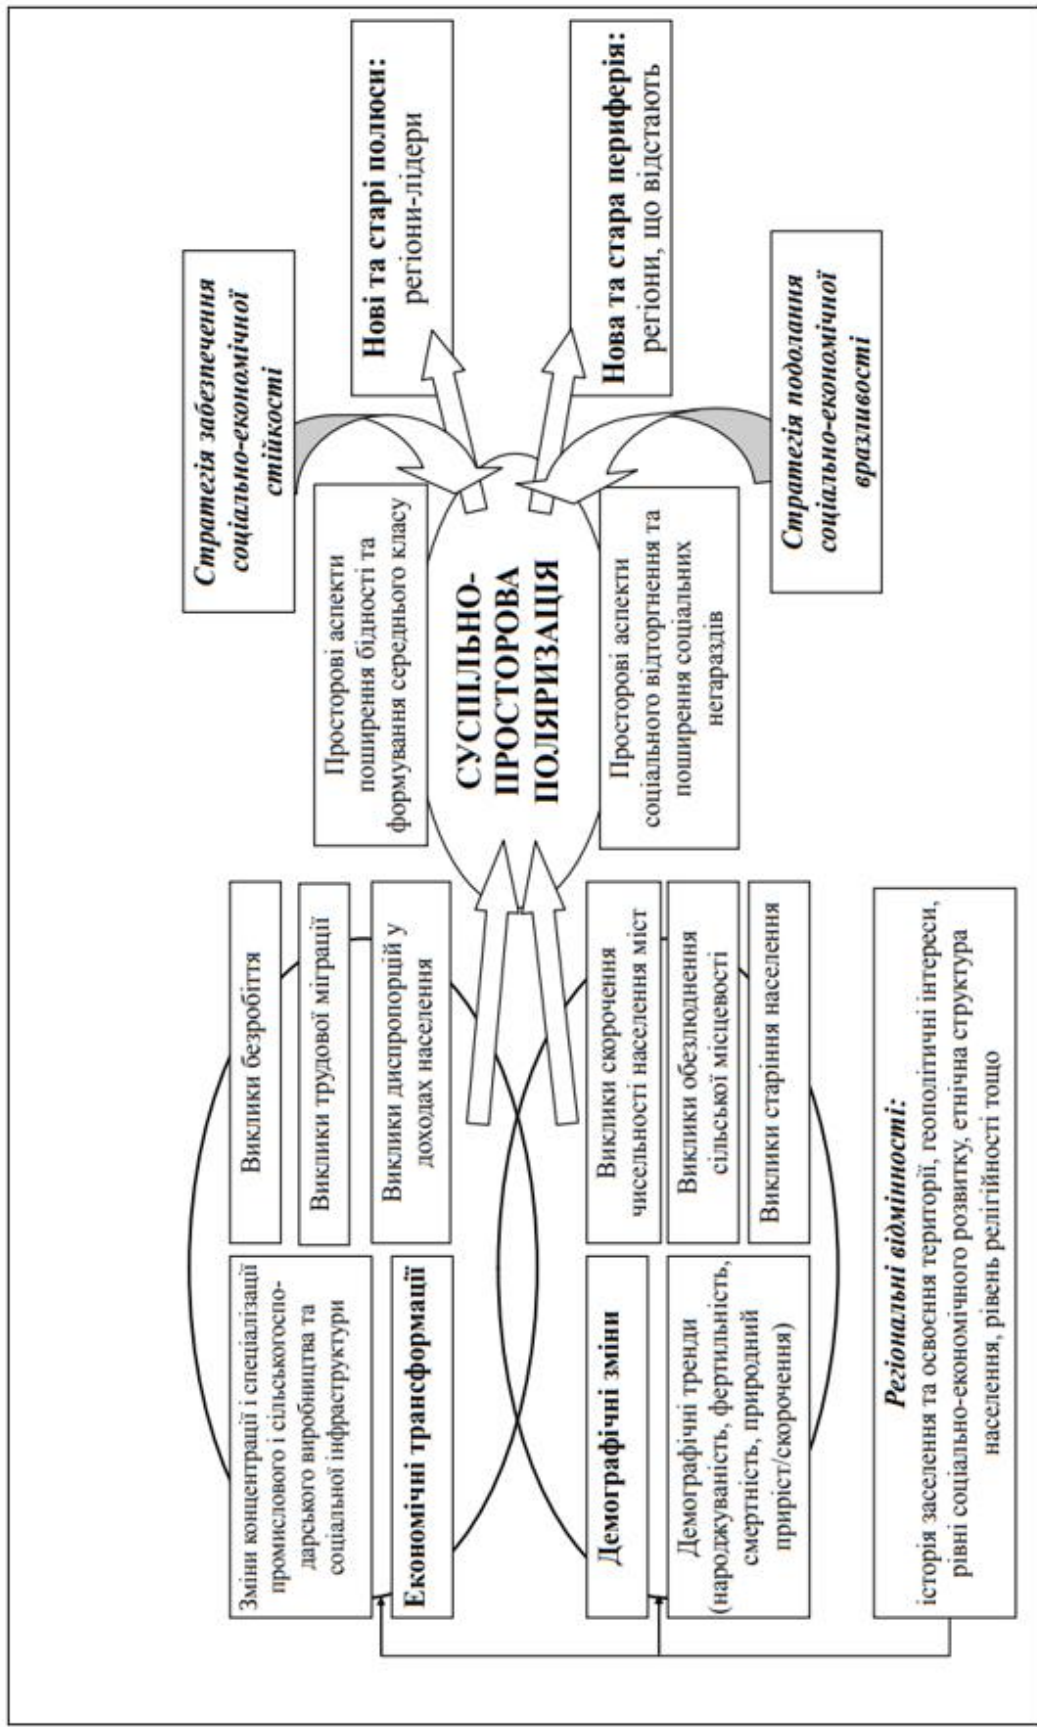 Зміни концентрації і спеціалізації
промислового і сільськогоспо-
дарського виробництва та
соціальної інфраструктури
Економічні трансформації
Виклики безробіття
Виклики трудової міграції
Виклики диспропорцій у
доходах населення
Демографічні зміни
Демографічні тренди
(народжуваність, фертильність,
смертність, природний
приріст/скорочення)
Виклики скорочення
чисельності населення міст
Виклики обезлюднення
сільської місцевості
Виклики старіння населення
Регіональні відмінності:
історія заселення та освоєння території, геополітичні інтереси,
рівні соціально-економічного розвитку, етнічна структура
населення, рівень релігійності тощо
Просторові аспекти
поширення бідності та
формування середнього класу
СУСПІЛЬНО-
ПРОСТОРОВА
ПОЛЯРИЗАЦІЯ
Просторові аспекти
соціального відторгнення та
поширення соціальних
негараздів
Стратегія забезпечення
соціально-економічної
стійкості
Нові та старі полюси:
регіони-лідери
Нова та стара периферія:
регіони, що відстають
Стратегія подолання
соціально-економічної
вразливості